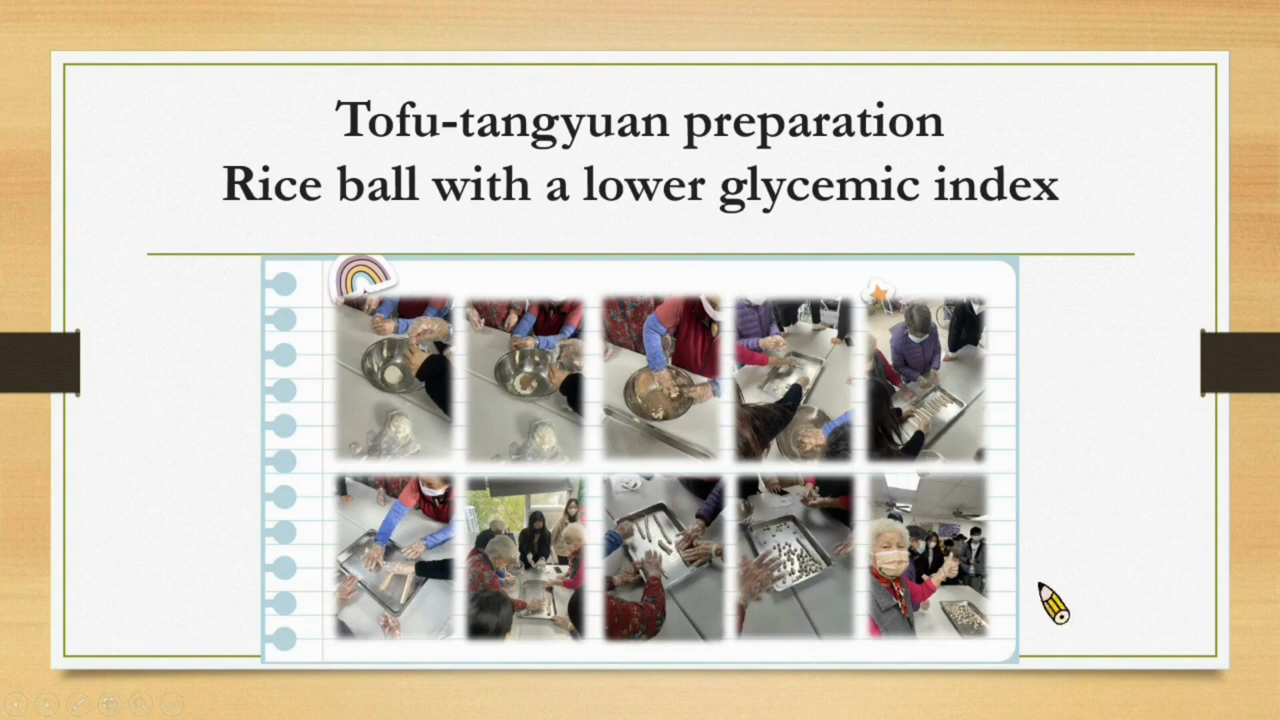 Tofu-tangyuan preparation
Rice ball with a lower glycemic index